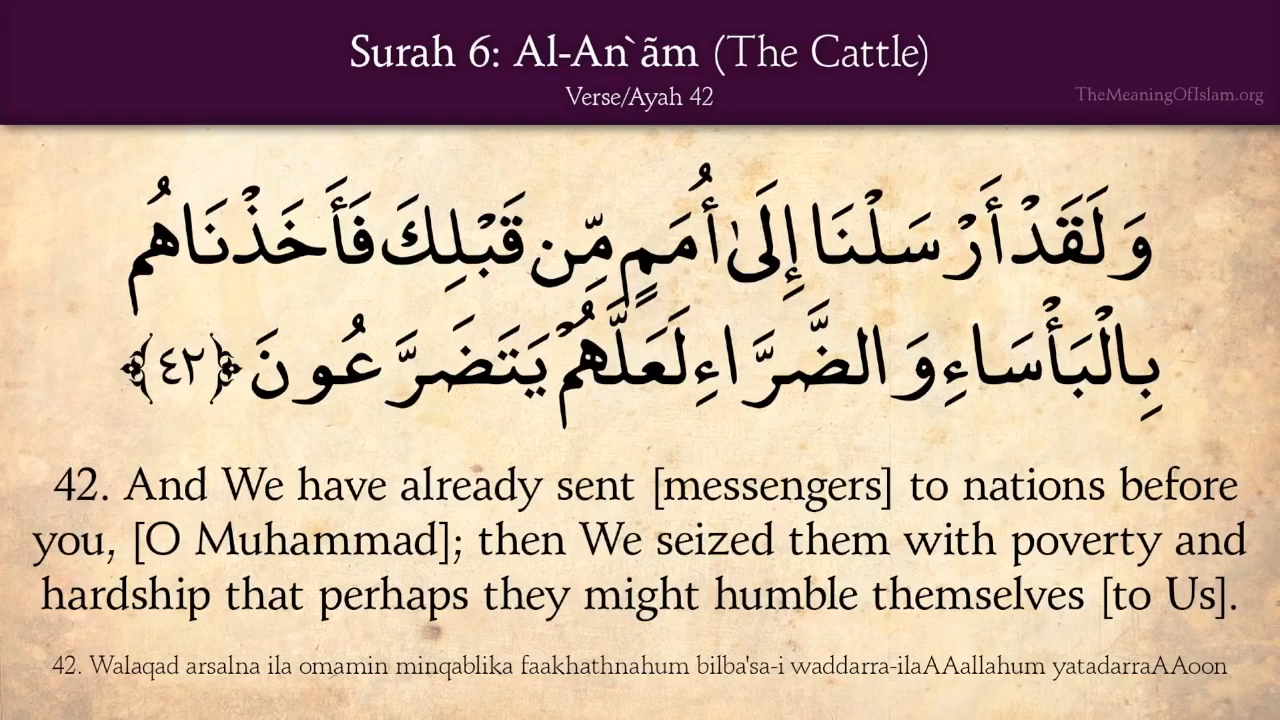 Surah 6: Al-An`ãm (The Cattle)
Verse/Ayah 42
TheMeaningOfIslam.org
وَلَقَدْ أَرْسَلْنَا إِلَىٰ أُمَمٍ مِّن قَبْلِكَ فَأَخَذْنَاهُم
بِالْبَأْسَاءِ وَالضَّرَّاءِ لَعَلَّهُمْ يَتَضَرَّعُونَ ﴿٤٢﴾
42. And We have already sent [messengers] to nations before
you, [O Muhammad]; then We seized them with poverty and
hardship that perhaps they might humble themselves [to Us].
42. Walaqad arsalna ila omamin minqablika faakhathnahum bilba'sa-i waddarra-ilaAAallahum yatadarraAAoon